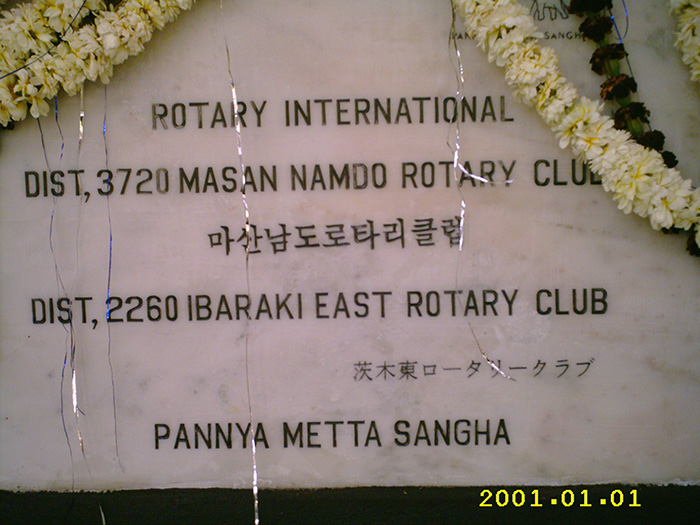 SANGHA
ROTARY INTERNATIONAL
DIST, 3720 MASAN NAMDO ROTARY CLUB
마산남도로타리클럽
DIST, 2260 IBARAKI EAST ROTARY CLUB
茨木東ロータリークラブ
PANNYA METTA SANGHA
2001.01.01